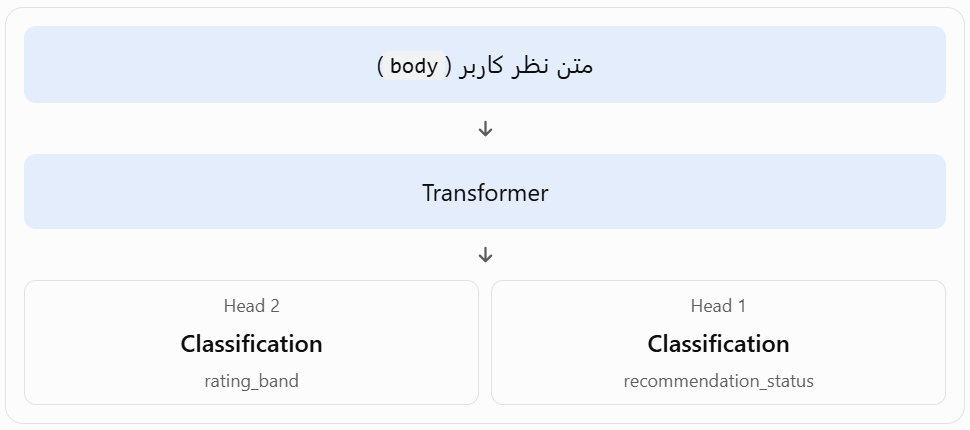 متن نظر کاربر (body)
↓
Transformer
↓
Head 1
Classification
recommendation_status
Head 2
Classification
rating_band